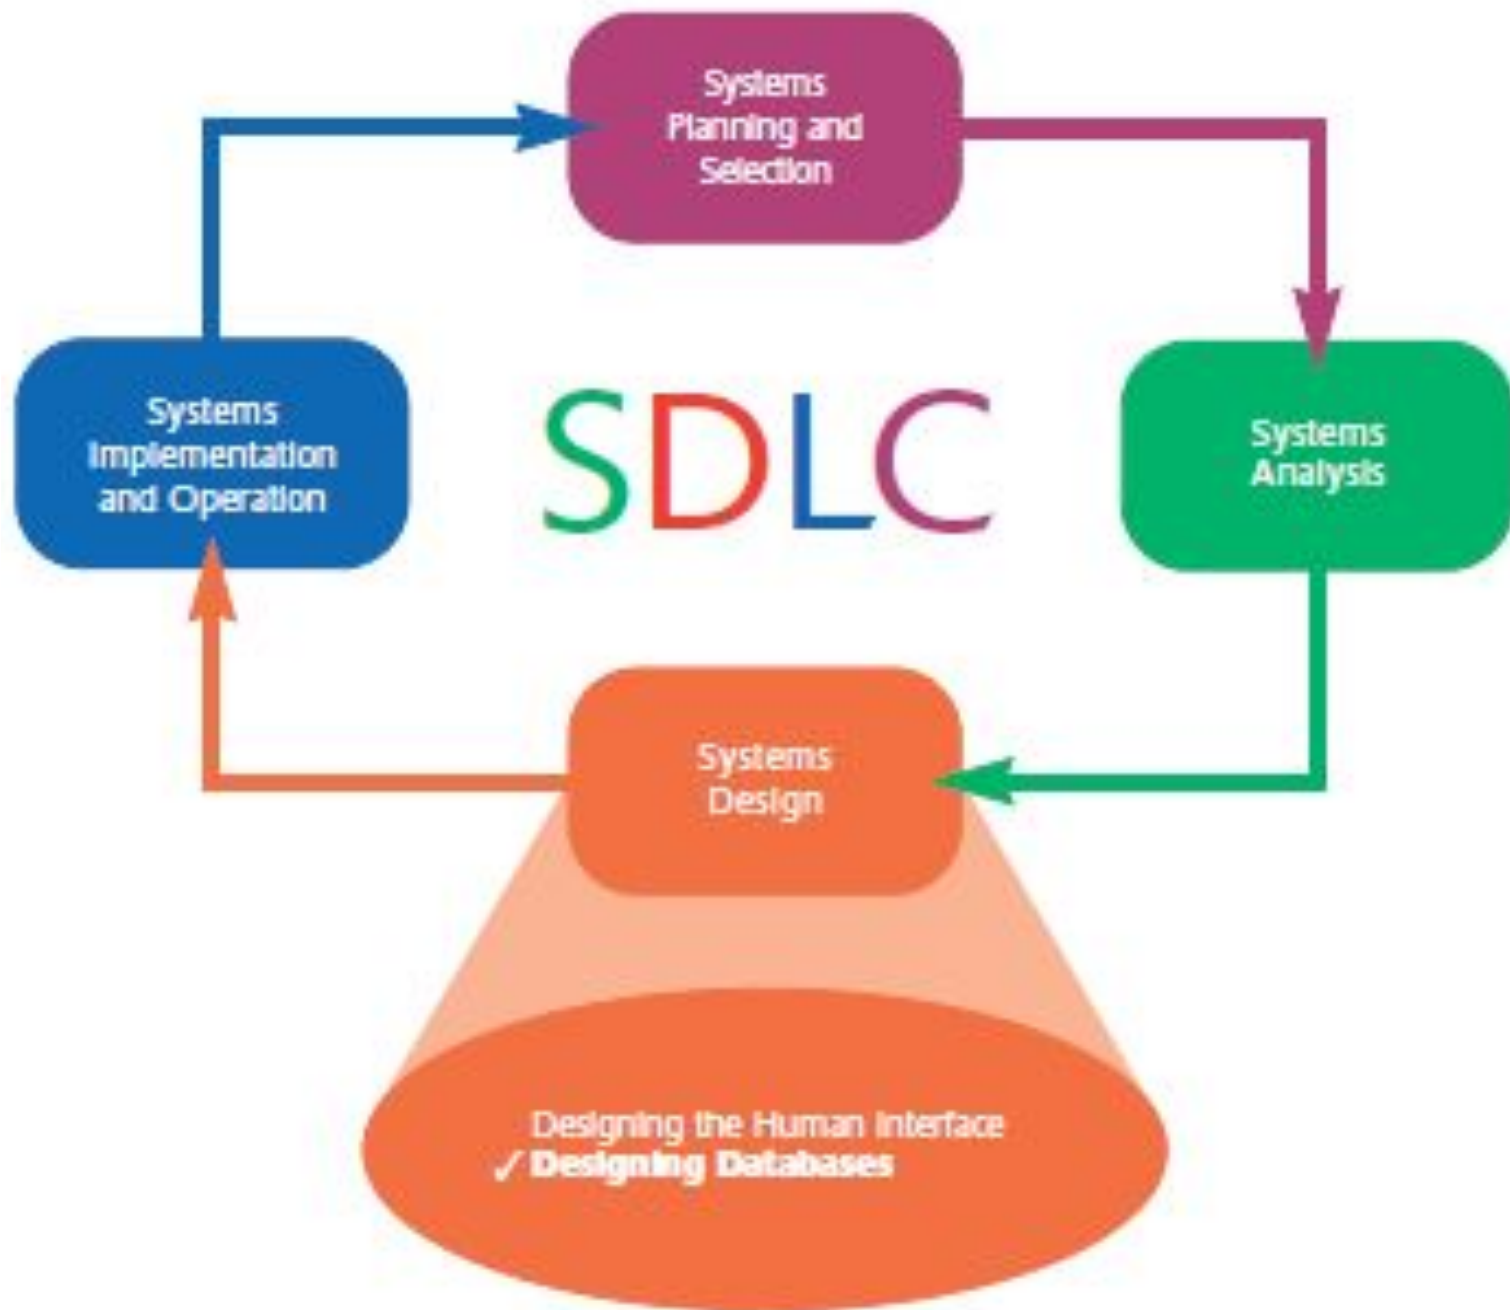 Systems
Planning and
Selection
Systems
Implementation
and Operation
SDLC
Systems
Analysis
Systems
Design
Designing the Human Interface
✓ Designing Databases